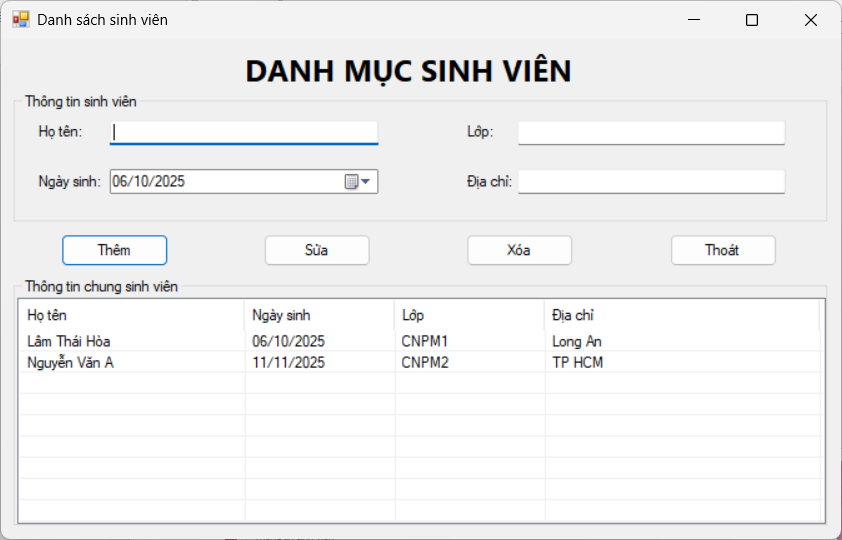 Danh sách sinh viên
DANH MỤC SINH VIÊN
Thông tin sinh viên
Họ tên: Lớp:
Ngày sinh: 06/10/2025 Địa chỉ:
Thêm Sửa Xóa Thoát
Thông tin chung sinh viên
Họ tên Ngày sinh Lớp Địa chỉ
Lâm Thái Hòa 06/10/2025 CNPM1 Long An
Nguyễn Văn A 11/11/2025 CNPM2 TP HCM